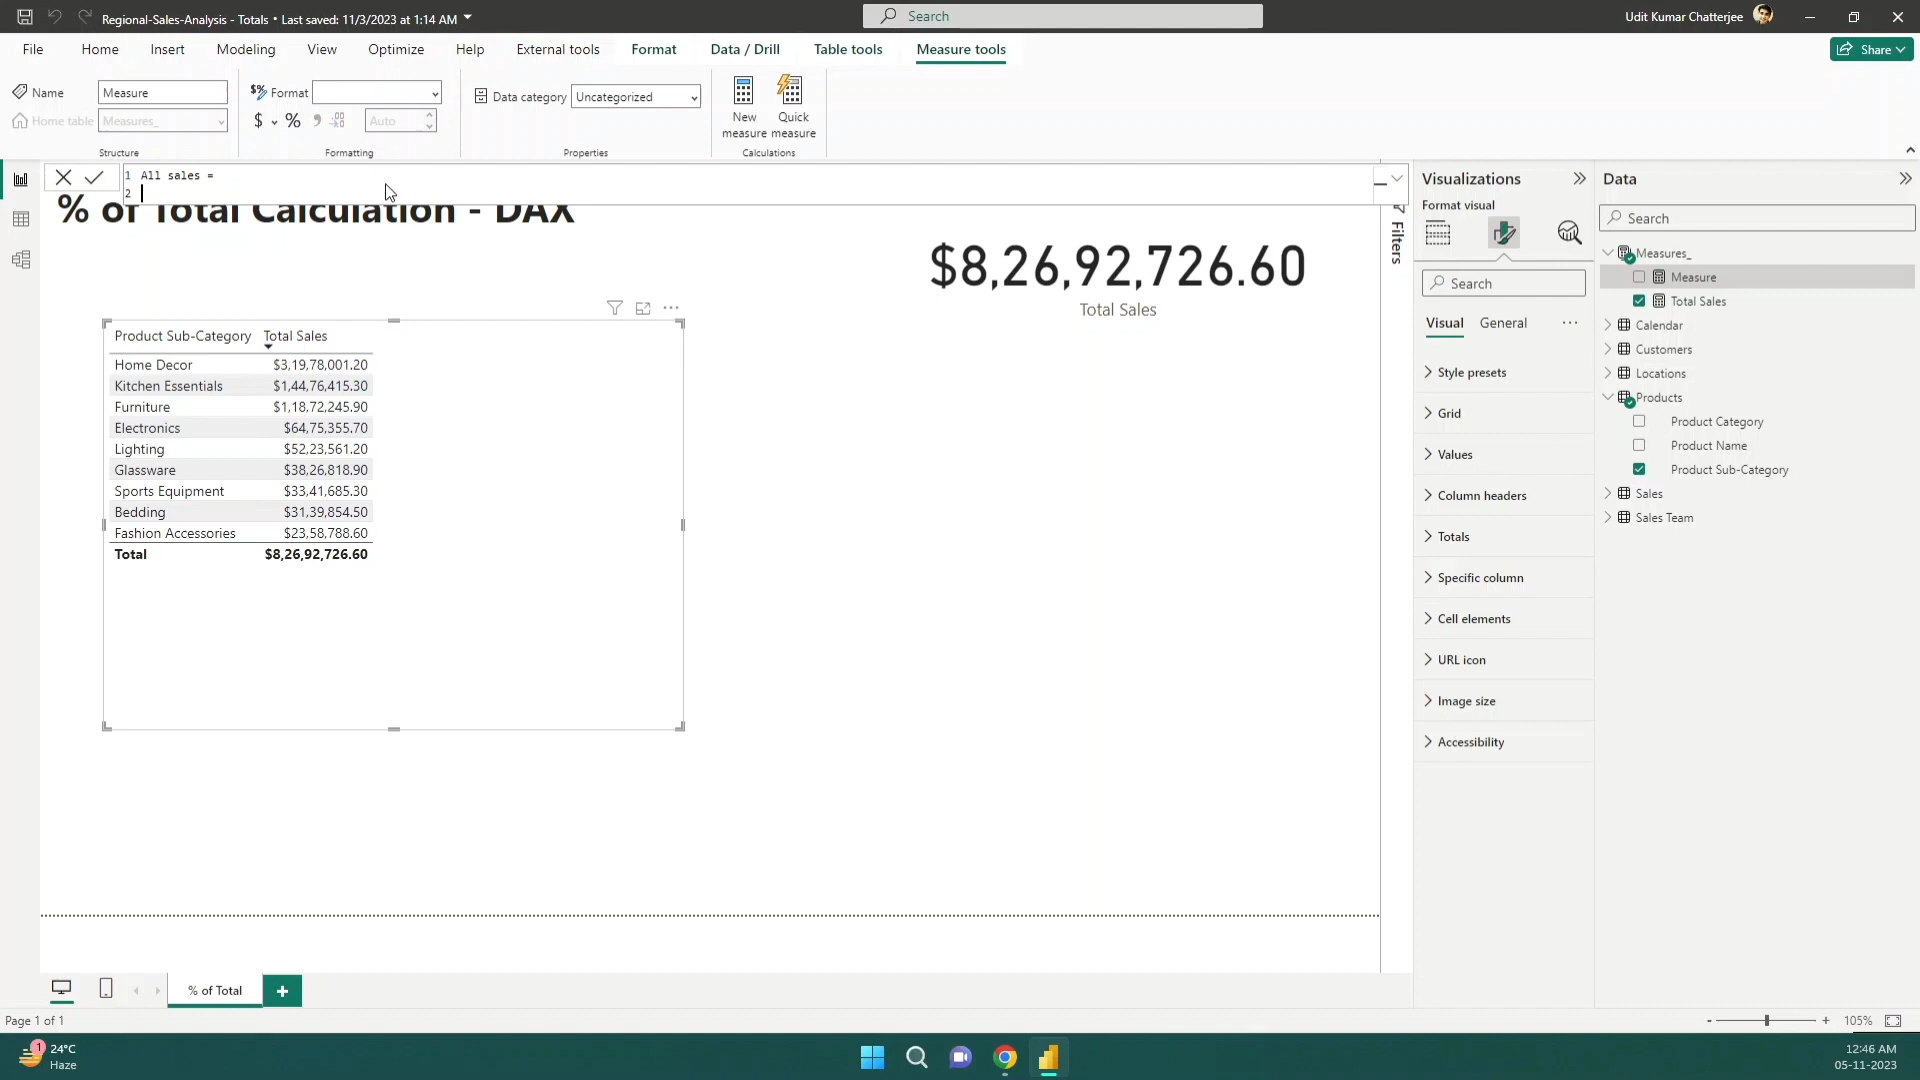 Regional-Sales-Analysis - Totals • Last saved: 11/3/2023 at 1:14 AM
Search
Udit Kumar Chatterjee
File Home Insert Modeling View Optimize Help External tools Format Data / Drill Table tools Measure tools
Share
Name Measure
Home table Measures_
Structure
Format
$ % Auto
Formatting
Data category Uncategorized
Properties
New measure
Quick measure
Calculations
1 All sales =
2
% of Total Calculation - DAX
$8,26,92,726.60
Total Sales
Product Sub-Category Total Sales
Home Decor $3,19,78,001.20
Kitchen Essentials $1,44,76,415.30
Furniture $1,18,72,245.90
Electronics $64,75,355.70
Lighting $52,23,561.20
Glassware $38,26,818.90
Sports Equipment $33,41,685.30
Bedding $31,39,854.50
Fashion Accessories $23,58,788.60
Total $8,26,92,726.60
Filters
Visualizations
Format visual
Search
Visual General
Style presets
Grid
Values
Column headers
Totals
Specific column
Cell elements
URL icon
Image size
Accessibility
Data
Search
Measures_
Measure
Total Sales
Calendar
Customers
Locations
Products
Product Category
Product Name
Product Sub-Category
Sales
Sales Team
% of Total
Page 1 of 1
- + 105%
1
24°C
Haze
12:46 AM
05-11-2023